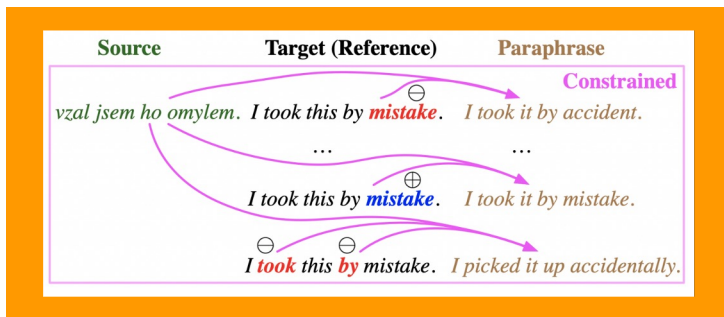 Source Target (Reference) Paraphrase
Constrained
⊖
vzal jsem ho omylem. I took this by mistake. I took it by accident.
... ...
⊕
I took this by mistake. I took it by mistake.
⊖ ⊖
I took this by mistake. I picked it up accidentally.